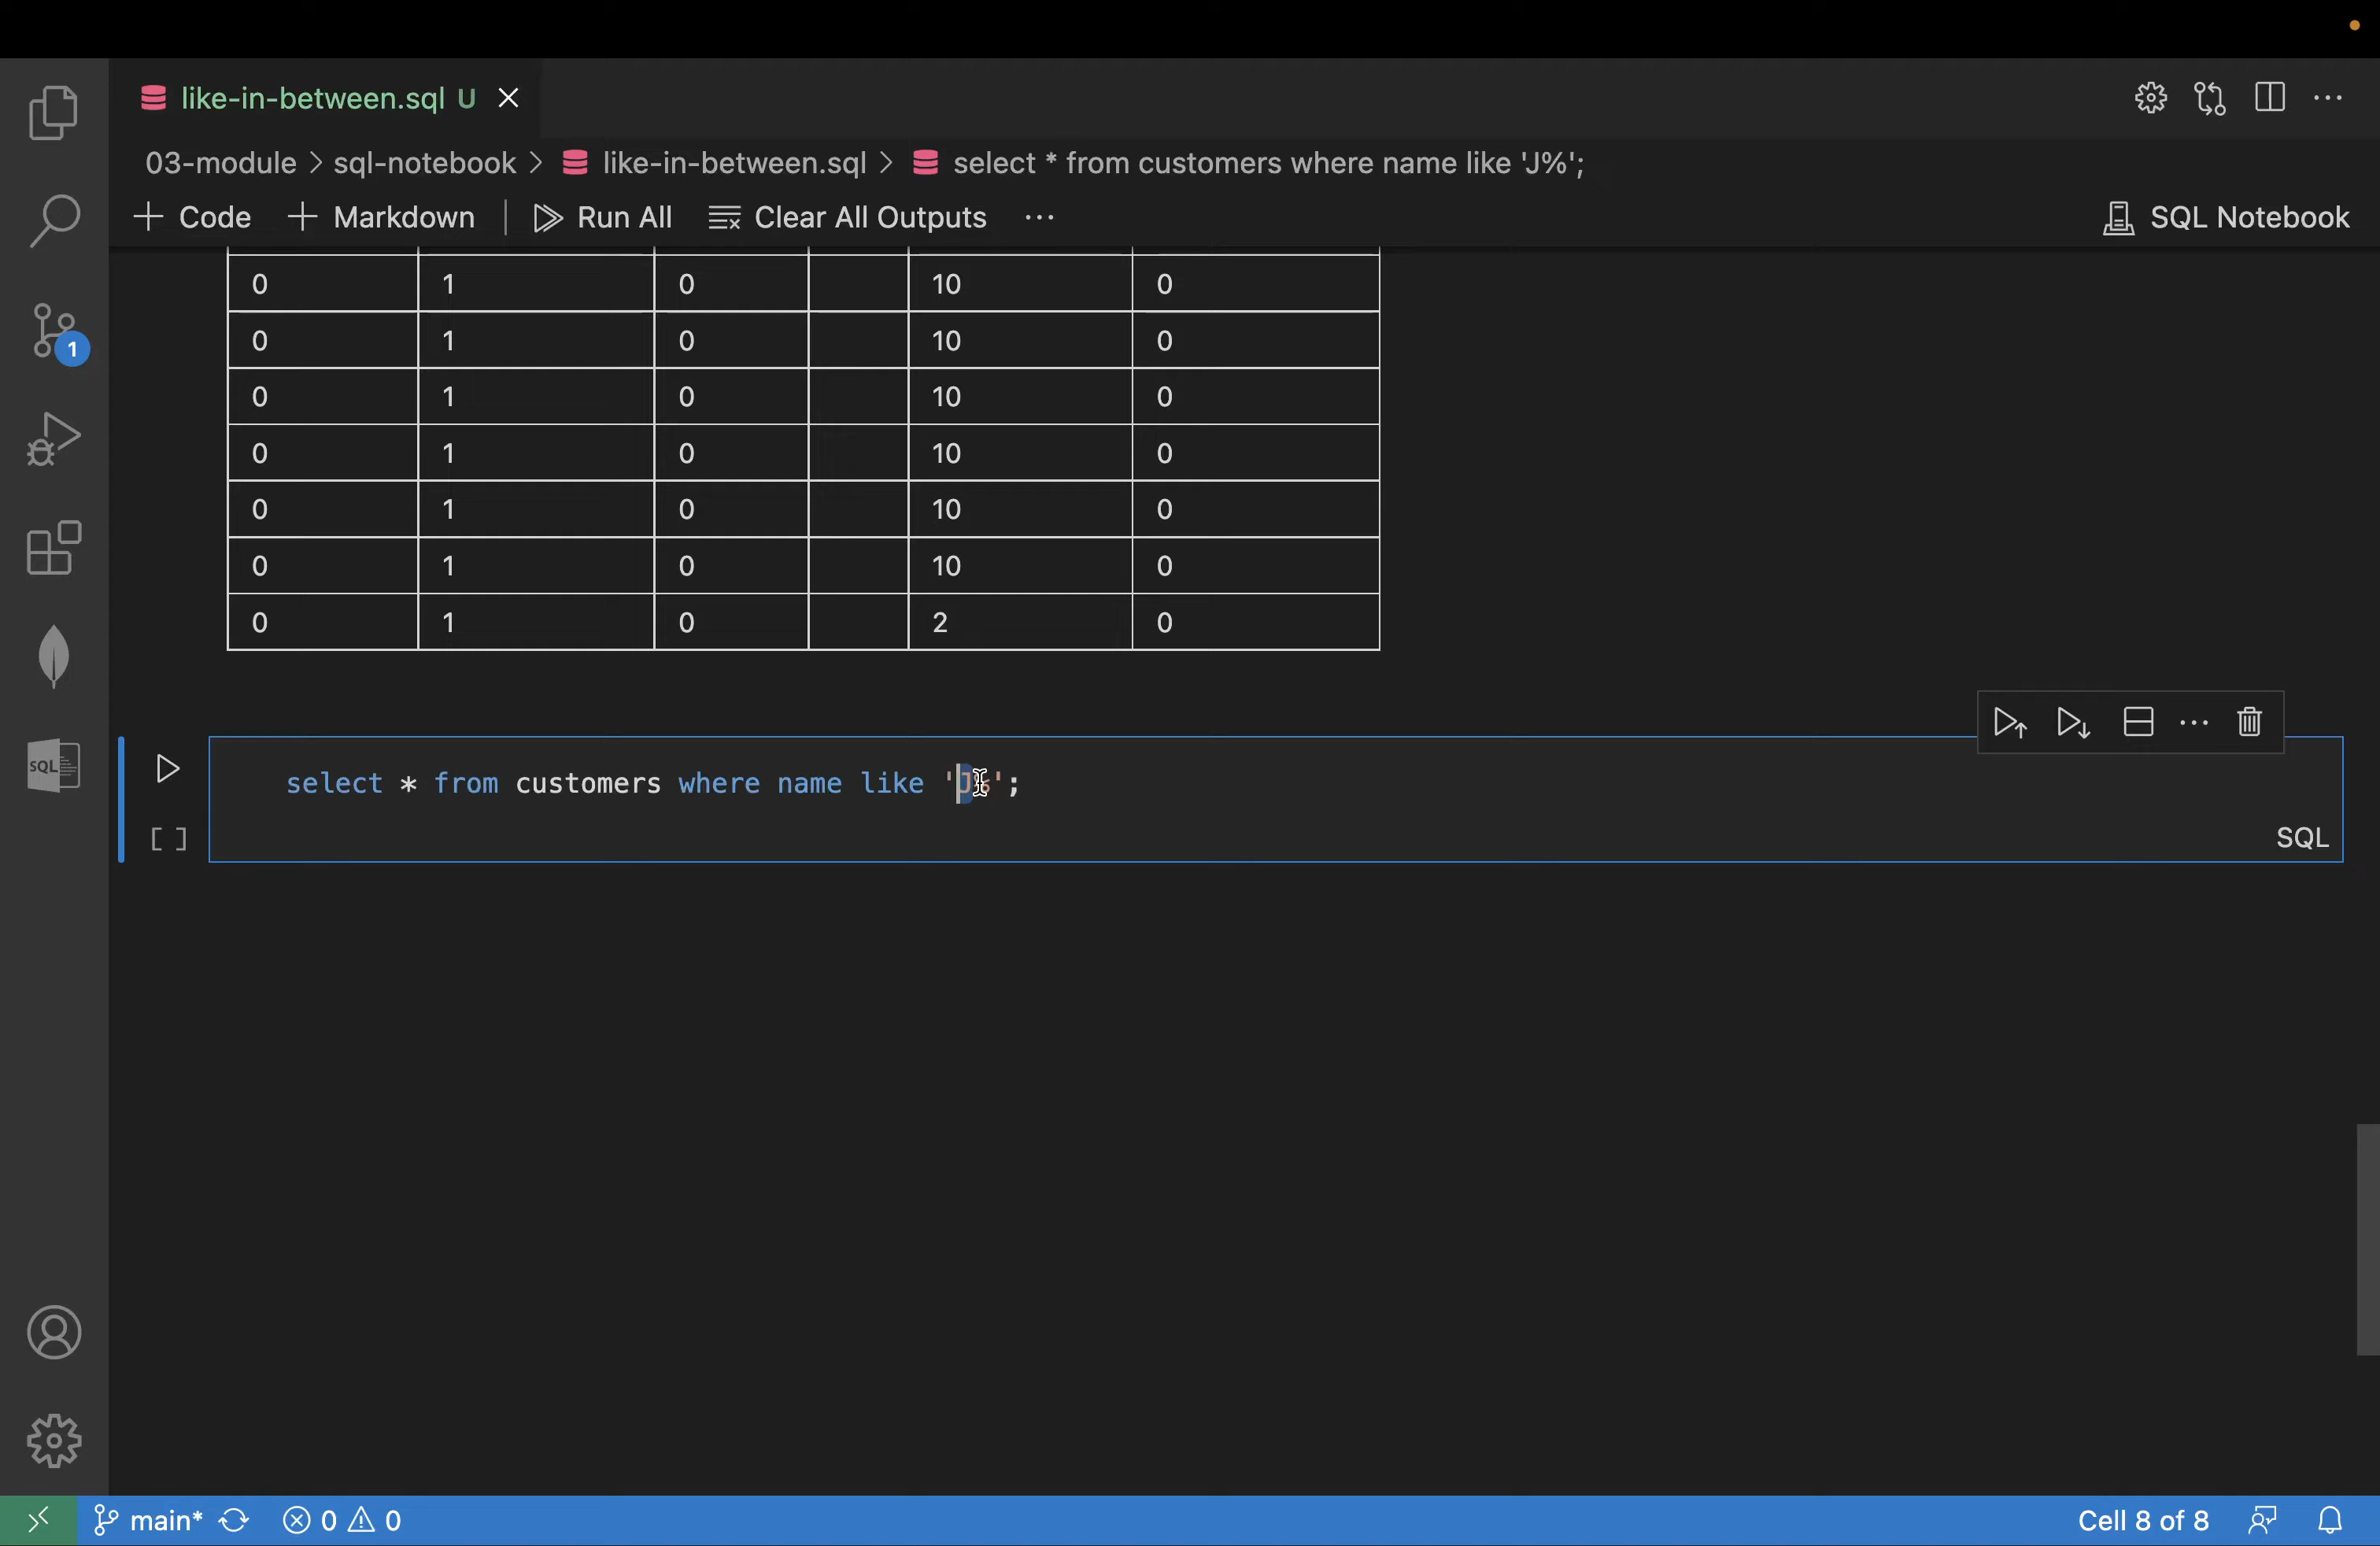 like-in-between.sql U
03-module > sql-notebook > like-in-between.sql > select * from customers where name like 'J%';
+ Code + Markdown Run All Clear All Outputs ... SQL Notebook
0 1 0 10 0
0 1 0 10 0
0 1 0 10 0
0 1 0 10 0
0 1 0 10 0
0 1 0 10 0
0 1 0 2 0
select * from customers where name like 'J%';
[ ]
SQL
1
SQL
main* 0 0 Cell 8 of 8